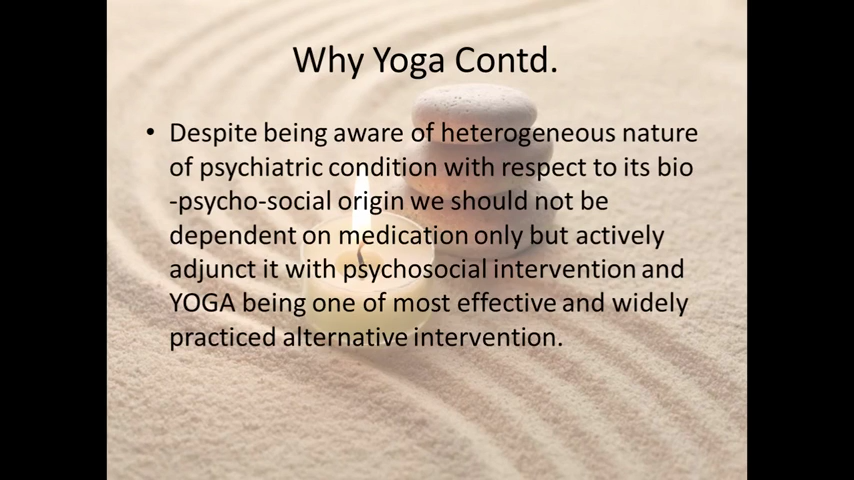 Why Yoga Contd.
• Despite being aware of heterogeneous nature
of psychiatric condition with respect to its bio
-psycho-social origin we should not be
dependent on medication only but actively
adjunct it with psychosocial intervention and
YOGA being one of most effective and widely
practiced alternative intervention.